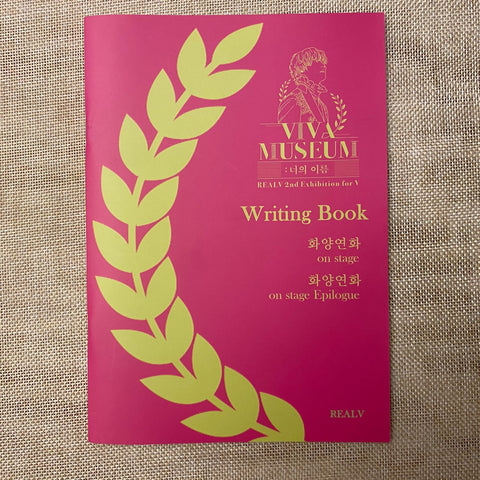 VIVA
MUSEUM
: 너의 이름
REALV 2nd Exhibition for V
Writing Book
화양연화
on stage
화양연화
on stage Epilogue
REALV